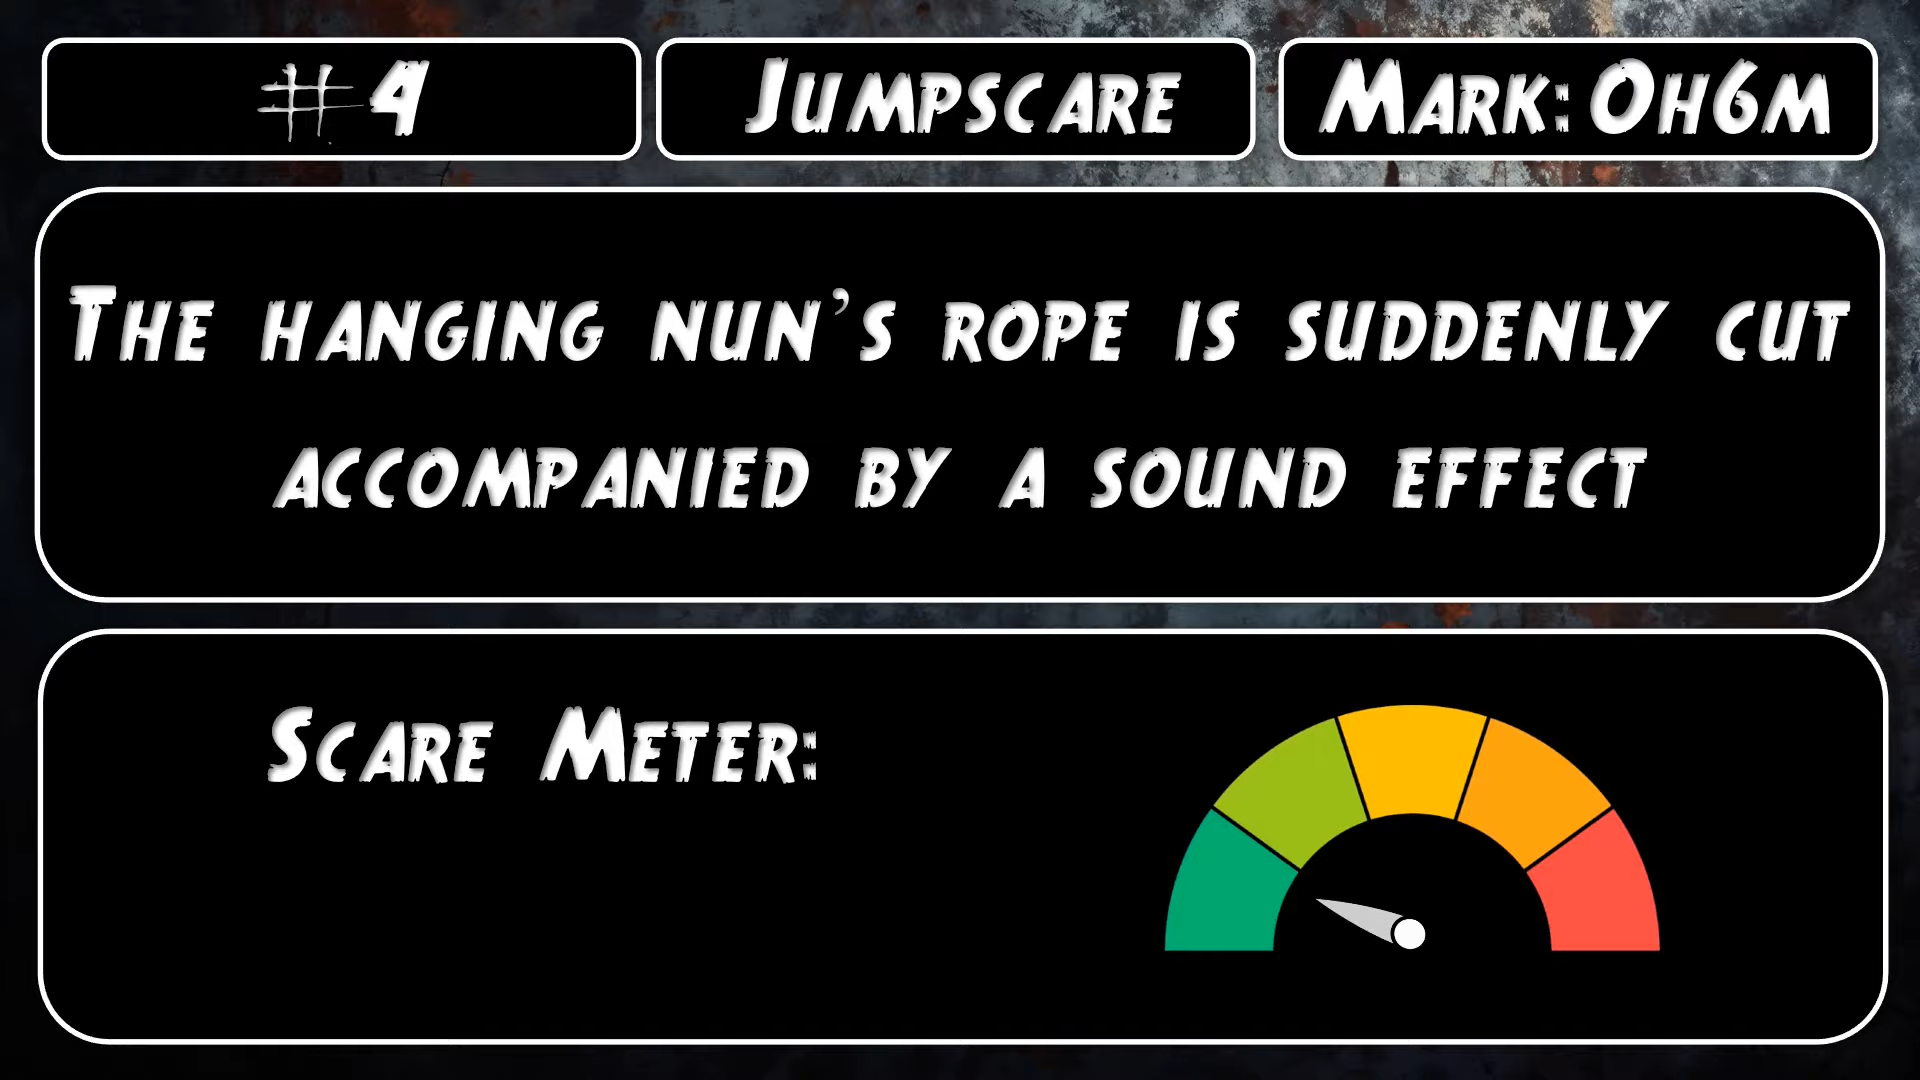 #4
Jumpscare
Mark: 0h6m
The hanging nun's rope is suddenly cut
accompanied by a sound effect
Scare Meter: